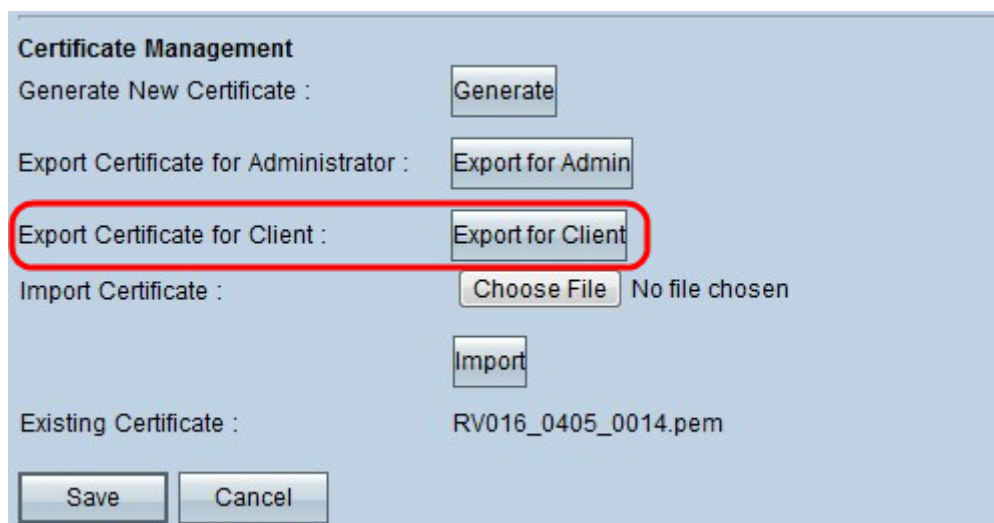 Certificate Management
Generate New Certificate : Generate
Export Certificate for Administrator : Export for Admin
Export Certificate for Client : Export for Client
Import Certificate : Choose File No file chosen
Import
Existing Certificate : RV016_0405_0014.pem
Save Cancel